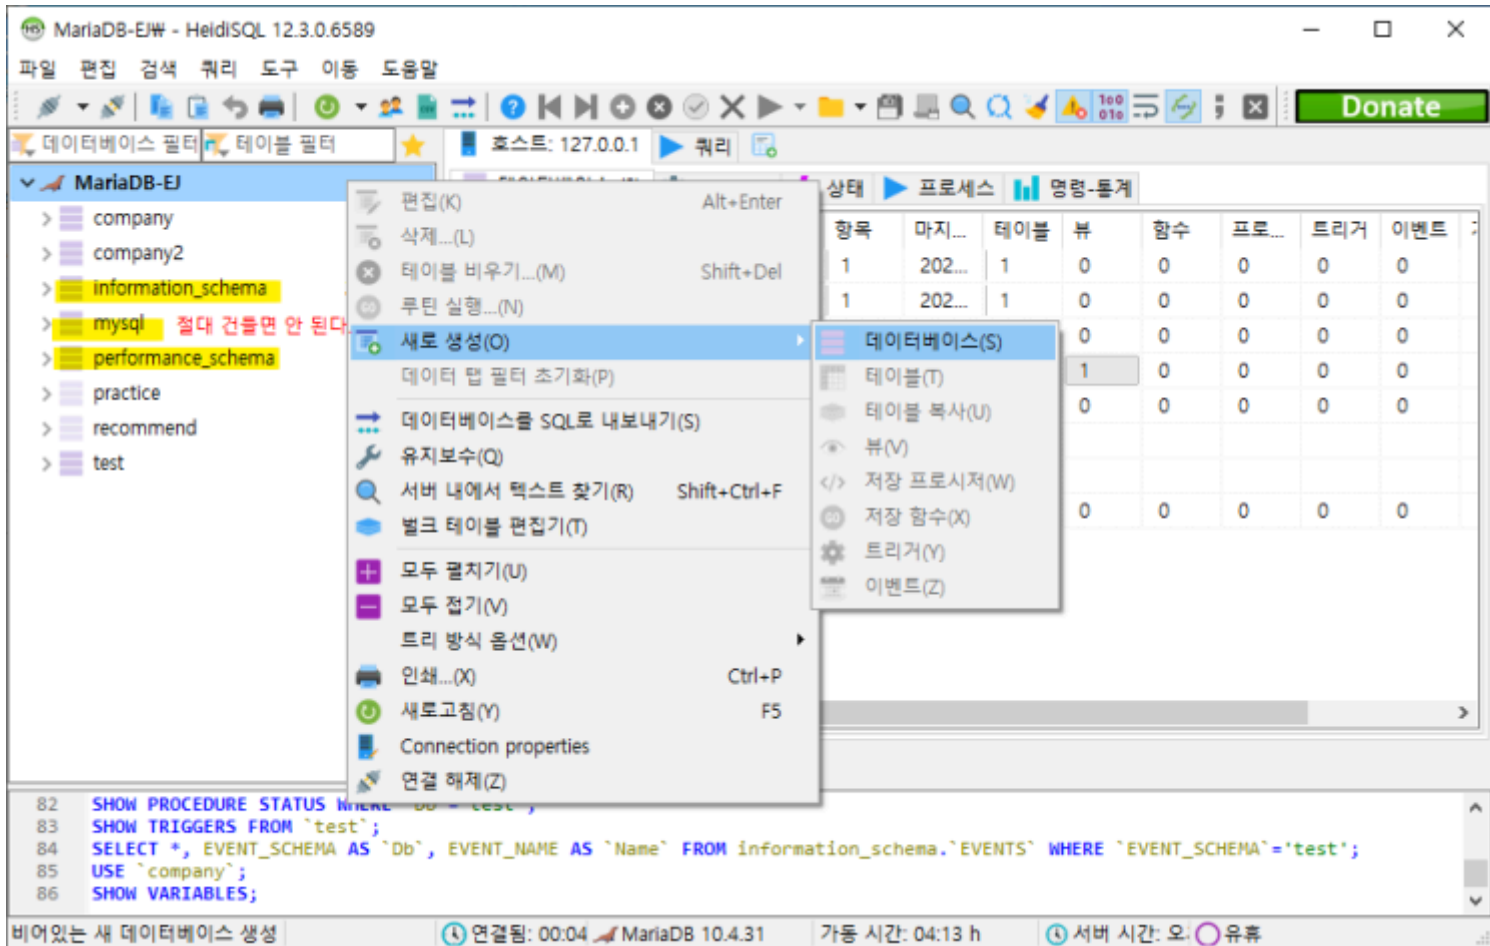 MariaDB-EJ₩ - HeidiSQL 12.3.0.6589
파일 편집 검색 쿼리 도구 이동 도움말
Donate
데이터베이스 필터 테이블 필터 호스트: 127.0.0.1 쿼리
MariaDB-EJ
상태 프로세스 명령-통계
company
company2
information_schema
mysql 절대 건들면 안 된다
performance_schema
practice
recommend
test
편집(K) Alt+Enter
삭제...(L)
테이블 비우기...(M) Shift+Del
루틴 실행...(N)
새로 생성(O)
데이터 탭 필터 초기화(P)
데이터베이스를 SQL로 내보내기(S)
유지보수(Q)
서버 내에서 텍스트 찾기(R) Shift+Ctrl+F
벌크 테이블 편집기(T)
모두 펼치기(U)
모두 접기(V)
트리 방식 옵션(W)
인쇄...(X) Ctrl+P
새로고침(Y) F5
Connection properties
연결 해제(Z)
데이터베이스(S)
테이블(T)
테이블 복사(U)
뷰(V)
저장 프로시저(W)
저장 함수(X)
트리거(Y)
이벤트(Z)
항목 마지... 테이블 뷰 함수 프로... 트리거 이벤트
1 202... 1 0 0 0 0 0
1 202... 1 0 0 0 0 0
0 0 0 0 0
1 0 0 0 0
0 0 0 0 0
0 0 0 0 0
82 SHOW PROCEDURE STATUS
83 SHOW TRIGGERS FROM `test`;
84 SELECT *, EVENT_SCHEMA AS `Db`, EVENT_NAME AS `Name` FROM information_schema.`EVENTS` WHERE `EVENT_SCHEMA`='test';
85 USE `company`;
86 SHOW VARIABLES;
비어있는 새 데이터베이스 생성 연결됨: 00:04 MariaDB 10.4.31 가동 시간: 04:13 h 서버 시간: 오 유휴